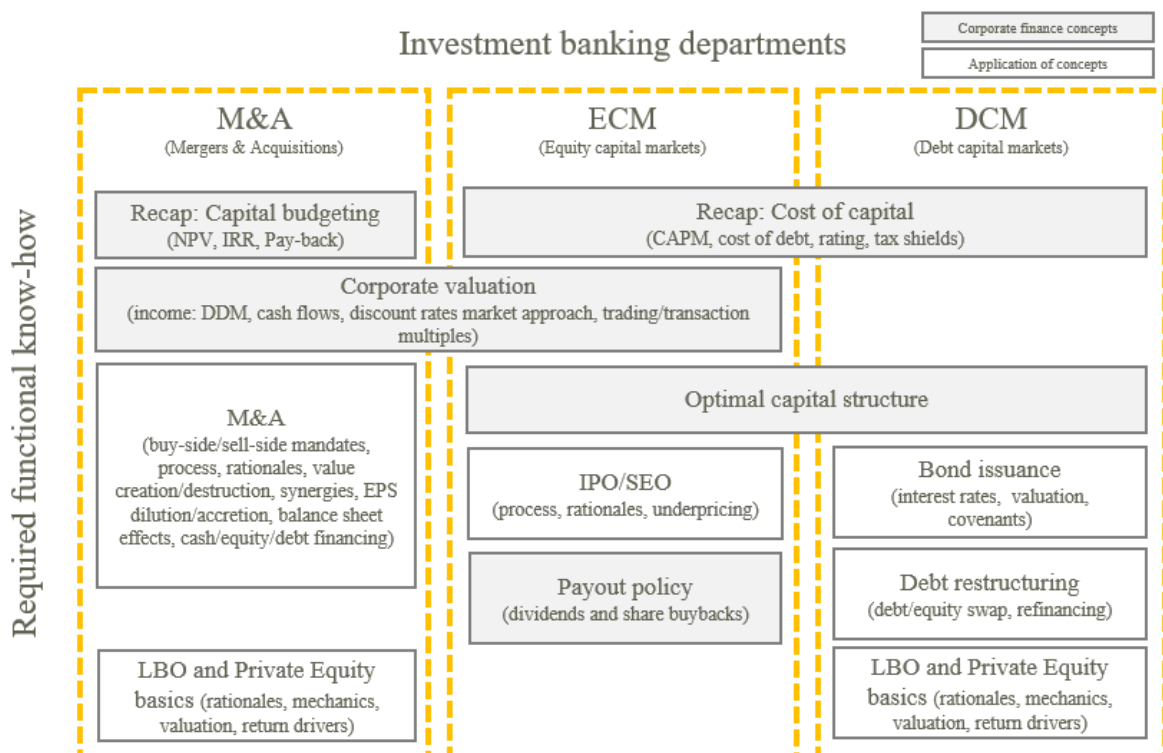 Investment banking departments
Corporate finance concepts
Application of concepts
Required functional know-how
M&A
(Mergers & Acquisitions)
ECM
(Equity capital markets)
DCM
(Debt capital markets)
Recap: Capital budgeting
(NPV, IRR, Pay-back)
Recap: Cost of capital
(CAPM, cost of debt, rating, tax shields)
Corporate valuation
(income: DDM, cash flows, discount rates market approach, trading/transaction
multiples)
M&A
(buy-side/sell-side mandates,
process, rationales, value
creation/destruction, synergies, EPS
dilution/accretion, balance sheet
effects, cash/equity/debt financing)
Optimal capital structure
IPO/SEO
(process, rationales, underpricing)
Bond issuance
(interest rates, valuation,
covenants)
Payout policy
(dividends and share buybacks)
Debt restructuring
(debt/equity swap, refinancing)
LBO and Private Equity
basics (rationales, mechanics,
valuation, return drivers)
LBO and Private Equity
basics (rationales, mechanics,
valuation, return drivers)